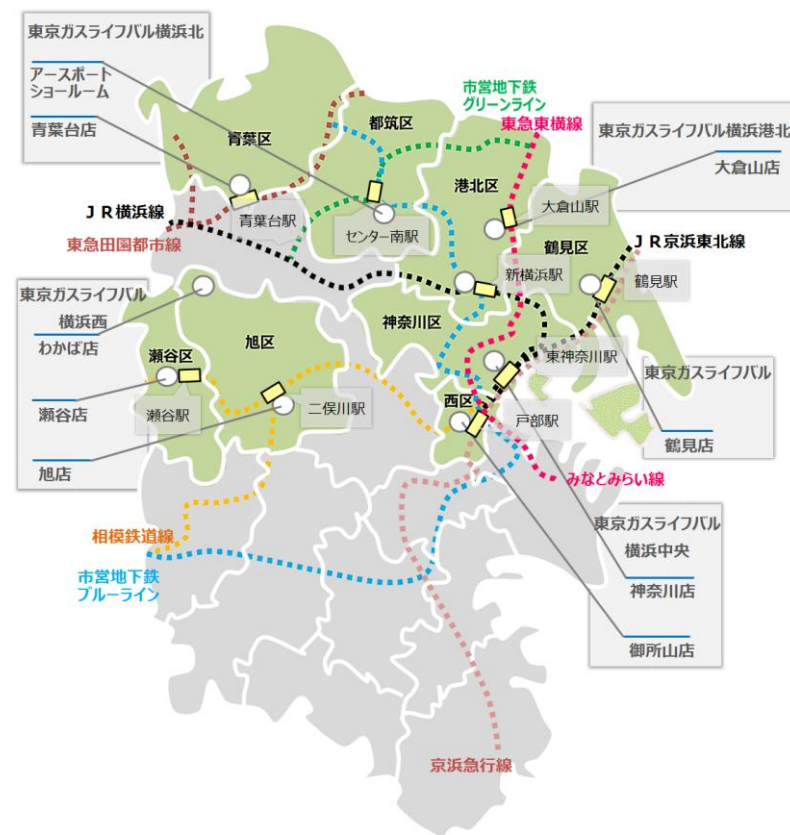 東京ガスライフバル横浜北
アースポート
ショールーム
青葉台店
市営地下鉄
グリーンライン
東急東横線
東京ガスライフバル横浜港北
大倉山店
青葉区
都筑区
港北区
鶴見区
大倉山駅
ＪＲ横浜線
青葉台駅
センター南駅
東急田園都市線
ＪＲ京浜東北線
新横浜駅
鶴見駅
東京ガスライフバル
横浜西
わかば店
瀬谷店
旭店
瀬谷区
旭区
神奈川区
東神奈川駅
瀬谷駅
二俣川駅
西区
戸部駅
東京ガスライフバル
鶴見店
みなとみらい線
相模鉄道線
市営地下鉄
ブルーライン
東京ガスライフバル
横浜中央
神奈川店
御所山店
京浜急行線